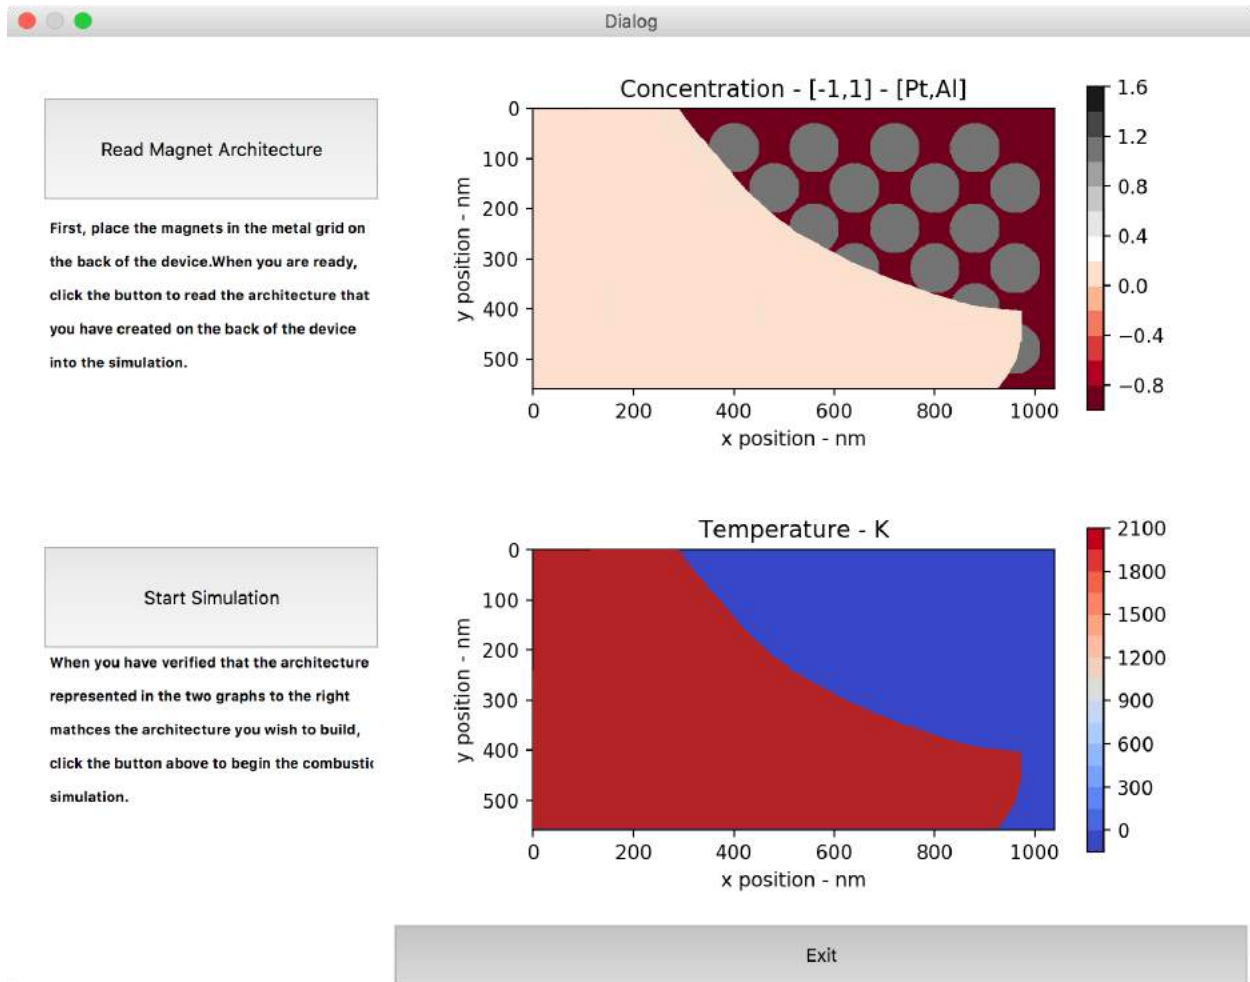 Dialog
Read Magnet Architecture
First, place the magnets in the metal grid on
the back of the device.When you are ready,
click the button to read the architecture that
you have created on the back of the device
into the simulation.
Concentration - [-1,1] - [Pt,Al]
0
100
200
300
400
500
y position - nm
0 200 400 600 800 1000
x position - nm
1.6
1.2
0.8
0.4
0.0
−0.4
−0.8
Start Simulation
When you have verified that the architecture
represented in the two graphs to the right
mathces the architecture you wish to build,
click the button above to begin the combustic
simulation.
Temperature - K
0
100
200
300
400
500
y position - nm
0 200 400 600 800 1000
x position - nm
2100
1800
1500
1200
900
600
300
0
Exit